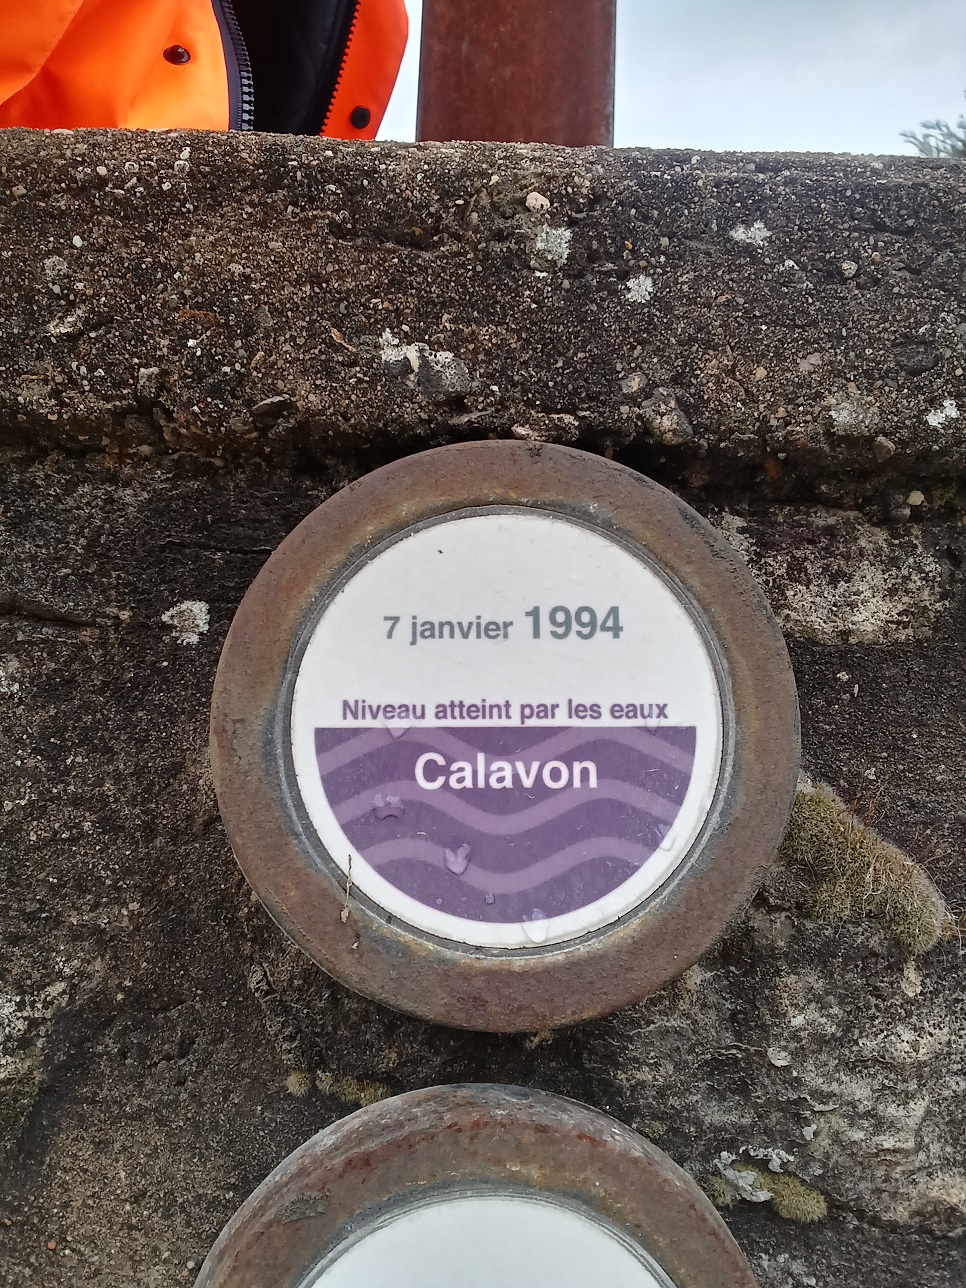 7 janvier 1994
Niveau atteint par les eaux
Calavon